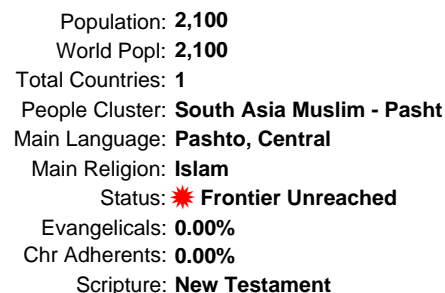 Population: 2,100
World Popl: 2,100
Total Countries: 1
People Cluster: South Asia Muslim - Pasht
Main Language: Pashto, Central
Main Religion: Islam
Status: Frontier Unreached
Evangelicals: 0.00%
Chr Adherents: 0.00%
Scripture: New Testament